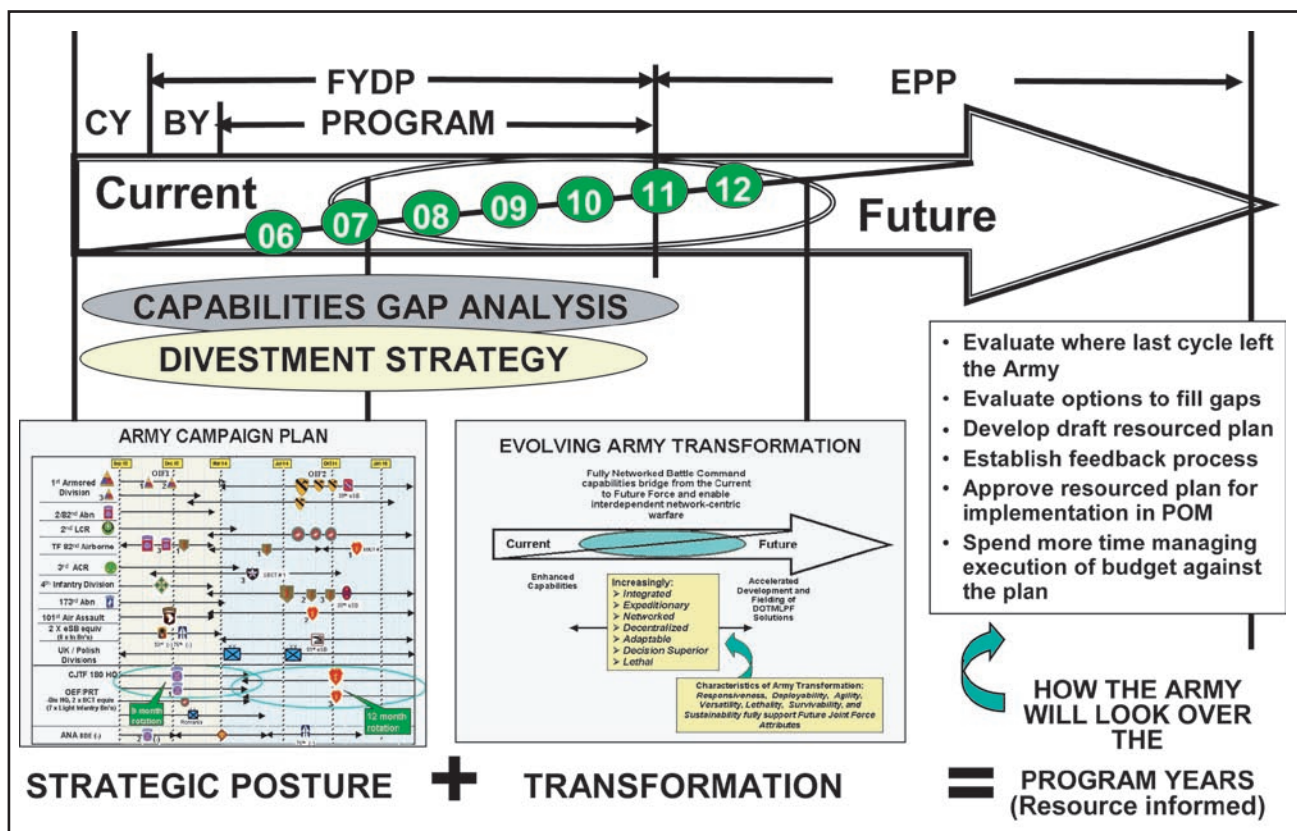 FYDP
EPP
CY
BY
PROGRAM
Current
06
07
08
09
10
11
12
Future
CAPABILITIES GAP ANALYSIS
DIVESTMENT STRATEGY
• Evaluate where last cycle left
the Army
• Evaluate options to fill gaps
• Develop draft resourced plan
• Establish feedback process
• Approve resourced plan for
implementation in POM
• Spend more time managing
execution of budget against
the plan
ARMY CAMPAIGN PLAN
1st Armored
Division
2/82nd Abn
2nd LCR
TF 82nd Airborne
3rd ACR
4th Infantry Division
173rd Abn
101st Air Assault
2 X eSB equiv
UK / Polish
Divisions
CJTF 180 HQ
OEF PRT
9 month
rotation
Romania
12 month
rotation
ANA BDE (-)
EVOLVING ARMY TRANSFORMATION
Fully Networked Battle Command
capabilities bridge from the Current
to Future Force and enable
interdependent network-centric
warfare
Current
Future
Enhanced
Capabilities
Increasingly:
➢ Integrated
➢ Expeditionary
➢ Networked
➢ Decentralized
➢ Adaptable
➢ Decision Superior
➢ Lethal
Accelerated
Development and
Fielding of
DOTMLPF
Solutions
Characteristics of Army Transformation:
Responsiveness, Deployability, Agility,
Versatility, Lethality, Survivability, and
Sustainability fully support Future Joint Force
Attributes
HOW THE ARMY
WILL LOOK OVER
THE
STRATEGIC POSTURE + TRANSFORMATION = PROGRAM YEARS
(Resource informed)